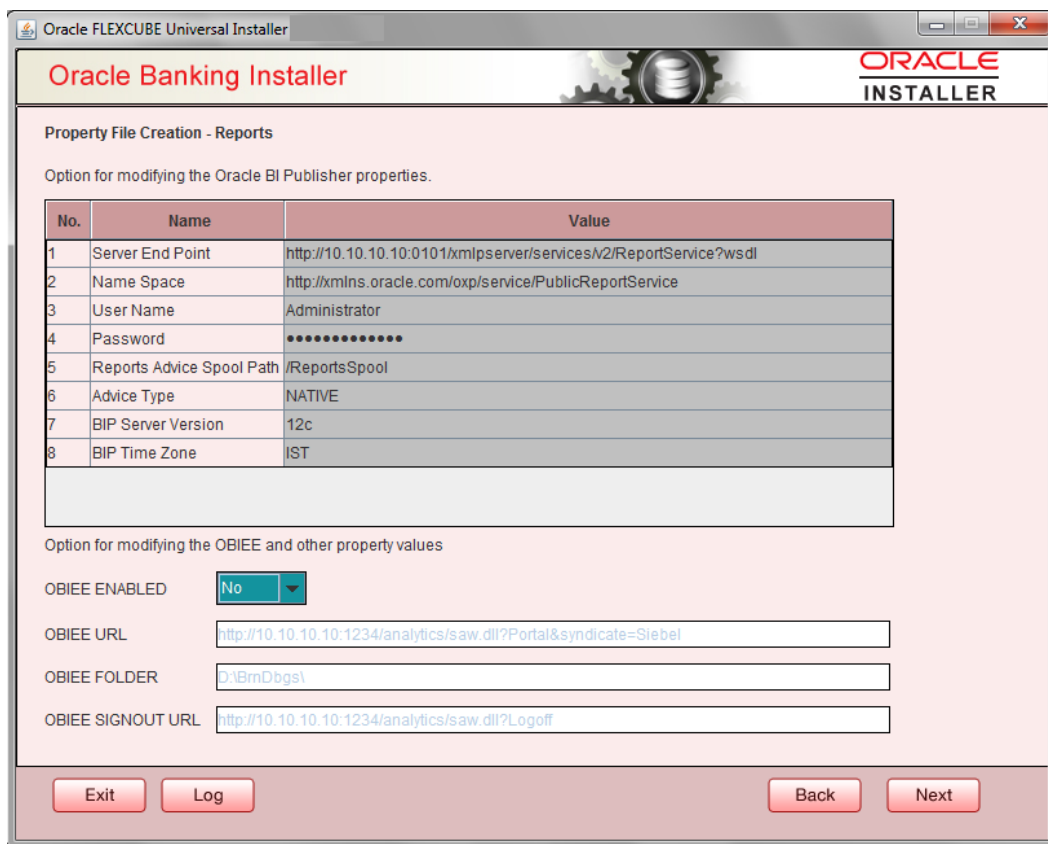 Oracle FLEXCUBE Universal Installer
Oracle Banking Installer
ORACLE
INSTALLER
Property File Creation - Reports
Option for modifying the Oracle BI Publisher properties.
No. Name Value
1 Server End Point http://10.10.10.10:0101/xmlpserver/services/v2/ReportService?wsdl
2 Name Space http://xmlns.oracle.com/oxp/service/PublicReportService
3 User Name Administrator
4 Password •••••••••••••
5 Reports Advice Spool Path /ReportsSpool
6 Advice Type NATIVE
7 BIP Server Version 12c
8 BIP Time Zone IST
Option for modifying the OBIEE and other property values
OBIEE ENABLED No
OBIEE URL http://10.10.10.10:1234/analytics/saw.dll?Portal&syndicate=Siebel
OBIEE FOLDER D:\BrnDbgs\
OBIEE SIGNOUT URL http://10.10.10.10:1234/analytics/saw.dll?Logoff
Exit Log Back Next